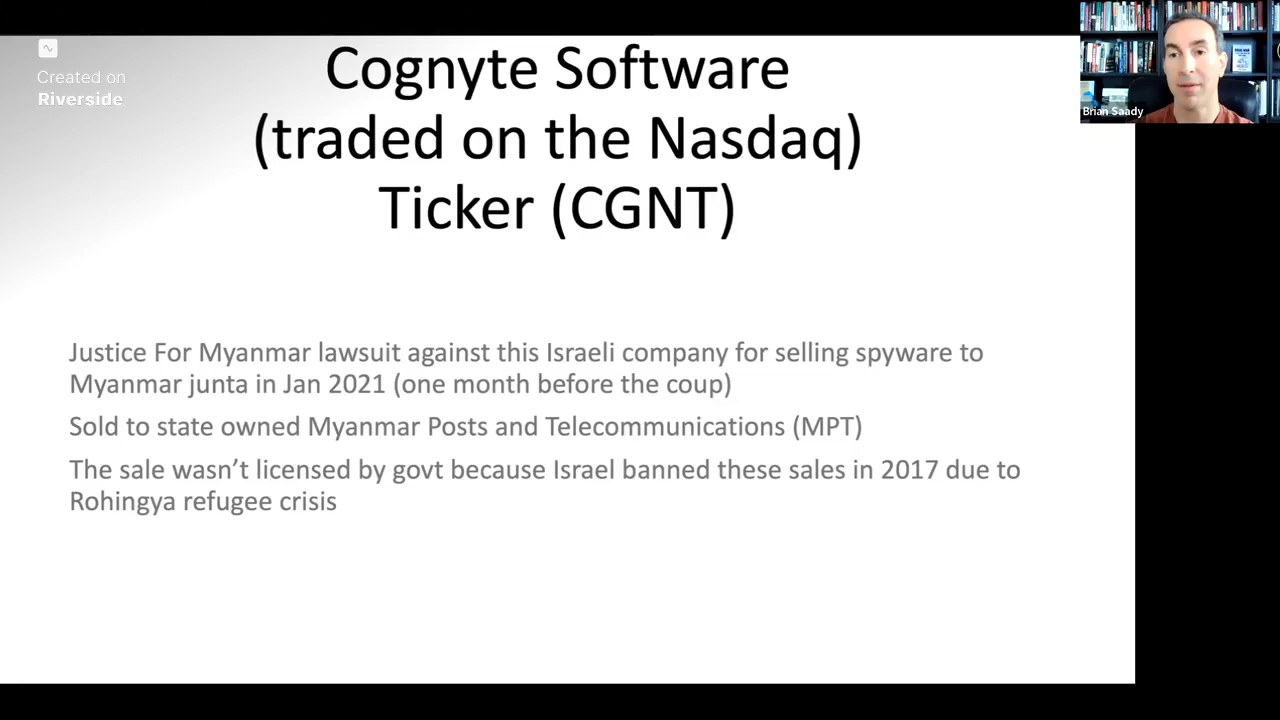 Created on
Riverside
Cognyte Software
(traded on the Nasdaq)
Ticker (CGNT)
Brian Saady
Justice For Myanmar lawsuit against this Israeli company for selling spyware to
Myanmar junta in Jan 2021 (one month before the coup)
Sold to state owned Myanmar Posts and Telecommunications (MPT)
The sale wasn’t licensed by govt because Israel banned these sales in 2017 due to
Rohingya refugee crisis